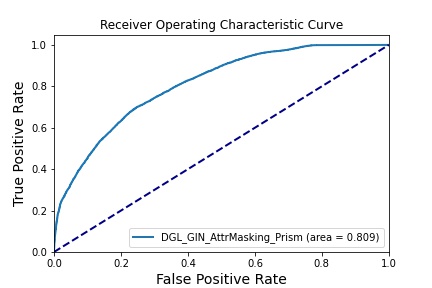 Receiver Operating Characteristic Curve
True Positive Rate
1.0
0.8
0.6
0.4
0.2
0.0
DGL_GIN_AttrMasking_Prism (area = 0.809)
0.0 0.2 0.4 0.6 0.8 1.0
False Positive Rate